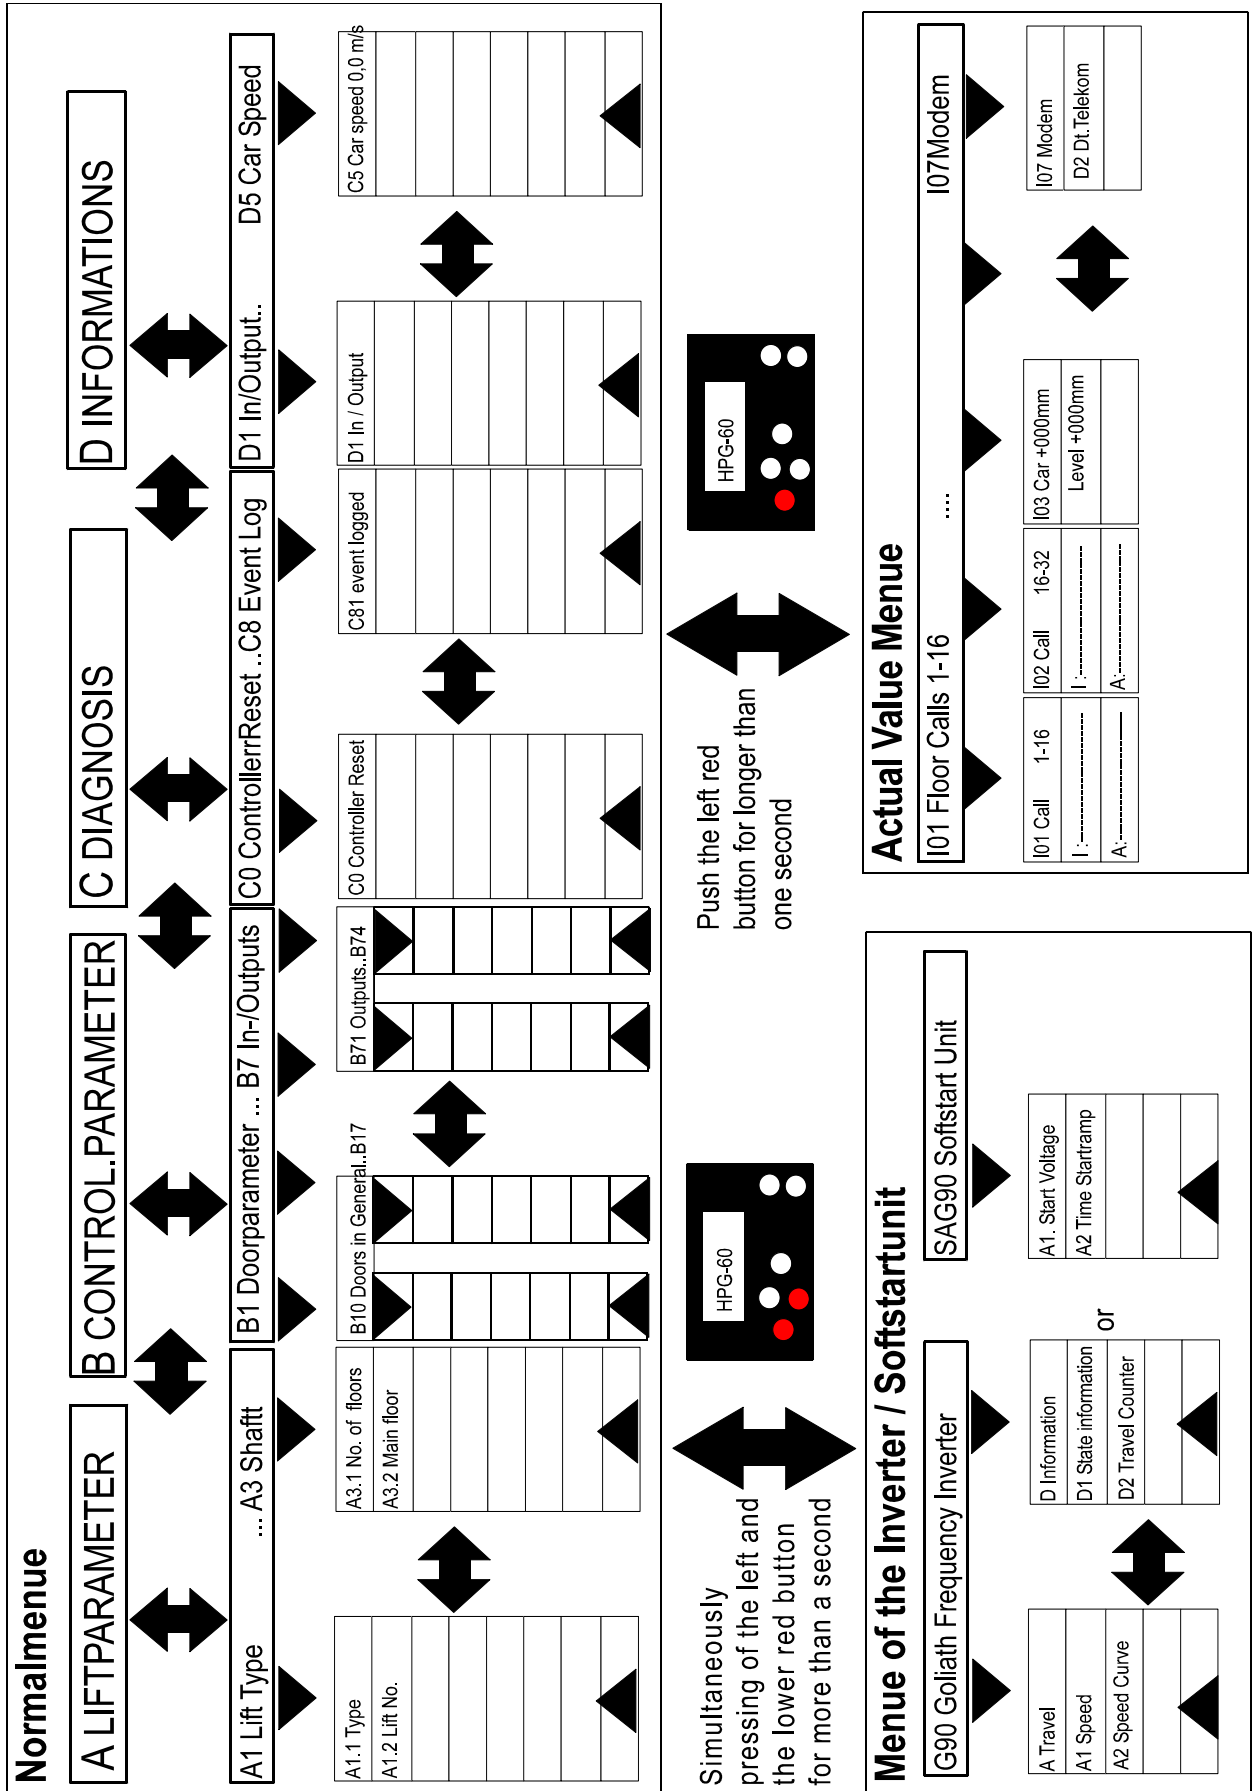 Normalmenue
A LIFTPARAMETER
B CONTROL.PARAMETER
C DIAGNOSIS
D INFORMATIONS
A1 Lift Type ... A3 Shaftt
B1 Doorparameter ... B7 In-/Outputs
C0 ControllerrReset ..C8 Event Log
D1 In/Output.. D5 Car Speed
A1.1 Type
A1.2 Lift No.
A3.1 No. of floors
A3.2 Main floor
B10 Doors in General..B17
B71 Outputs..B74
C0 Controller Reset
C81 event logged
D1 In / Output
C5 Car speed 0,0 m/s
Simultaneously
pressing of the left and
the lower red button
for more than a second
HPG-60
Push the left red
button for longer than
one second
HPG-60
Menue of the Inverter / Softstartunit
G90 Goliath Frequency Inverter
SAG90 Softstart Unit
A Travel
A1 Speed
A2 Speed Curve
D Information
D1 State information
D2 Travel Counter
or
A1. Start Voltage
A2 Time Startramp
Actual Value Menue
I01 Floor Calls 1-16 .... I07Modem
I01 Call 1-16
I :----------------
A:----------------
I02 Call 16-32
I :----------------
A:----------------
I03 Car +000mm
Level +000mm
I07 Modem
D2 Dt.Telekom